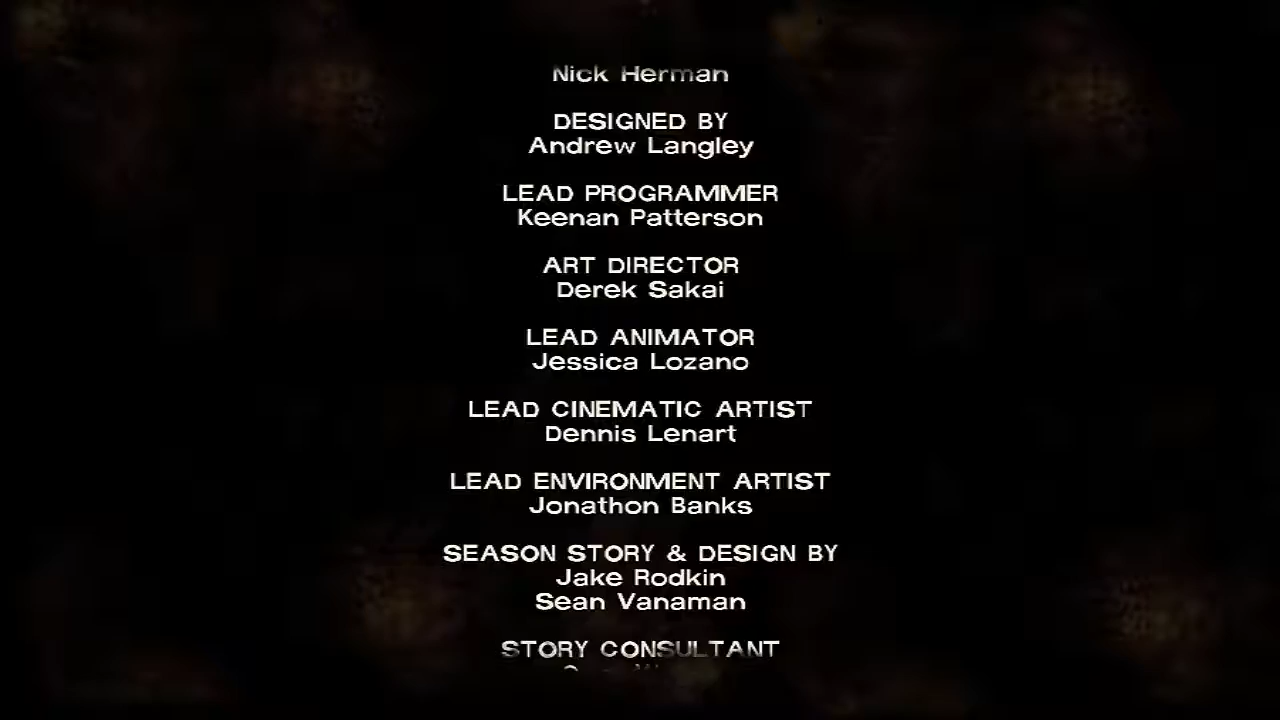 Nick Herman
DESIGNED BY
Andrew Langley
LEAD PROGRAMMER
Keenan Patterson
ART DIRECTOR
Derek Sakai
LEAD ANIMATOR
Jessica Lozano
LEAD CINEMATIC ARTIST
Dennis Lenart
LEAD ENVIRONMENT ARTIST
Jonathon Banks
SEASON STORY & DESIGN BY
Jake Rodkin
Sean Vanaman
STORY CONSULTANT